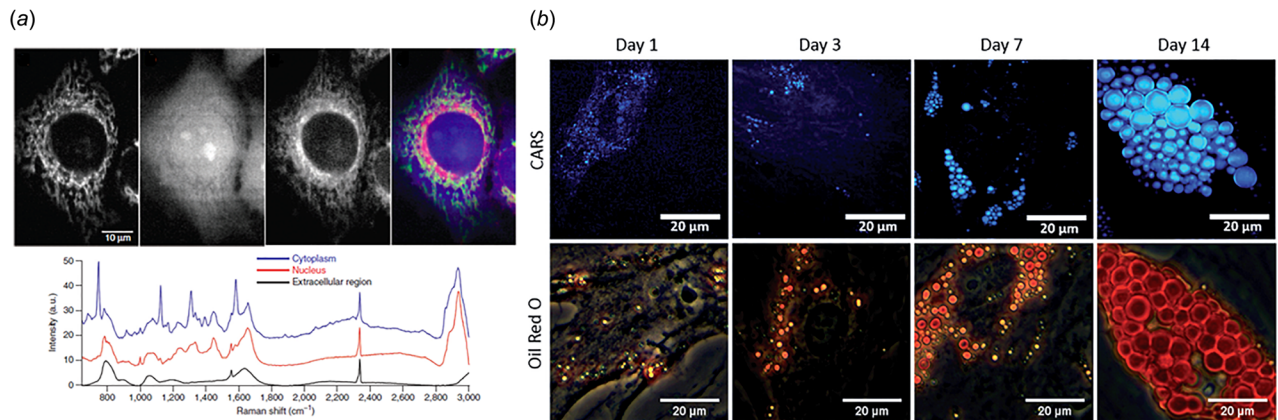 (a)
10 µm
Cytoplasm
Nucleus
Extracellular region
Intensity (a.u.)
50
40
30
20
10
0
800 1,000 1,200 1,400 1,600 1,800 2,000 2,200 2,400 2,600 2,800 3,000
Raman shift (cm⁻¹)
(b)
Day 1 Day 3 Day 7 Day 14
CARS
20 µm 20 µm 20 µm 20 µm
Oil Red O
20 µm 20 µm 20 µm 20 µm